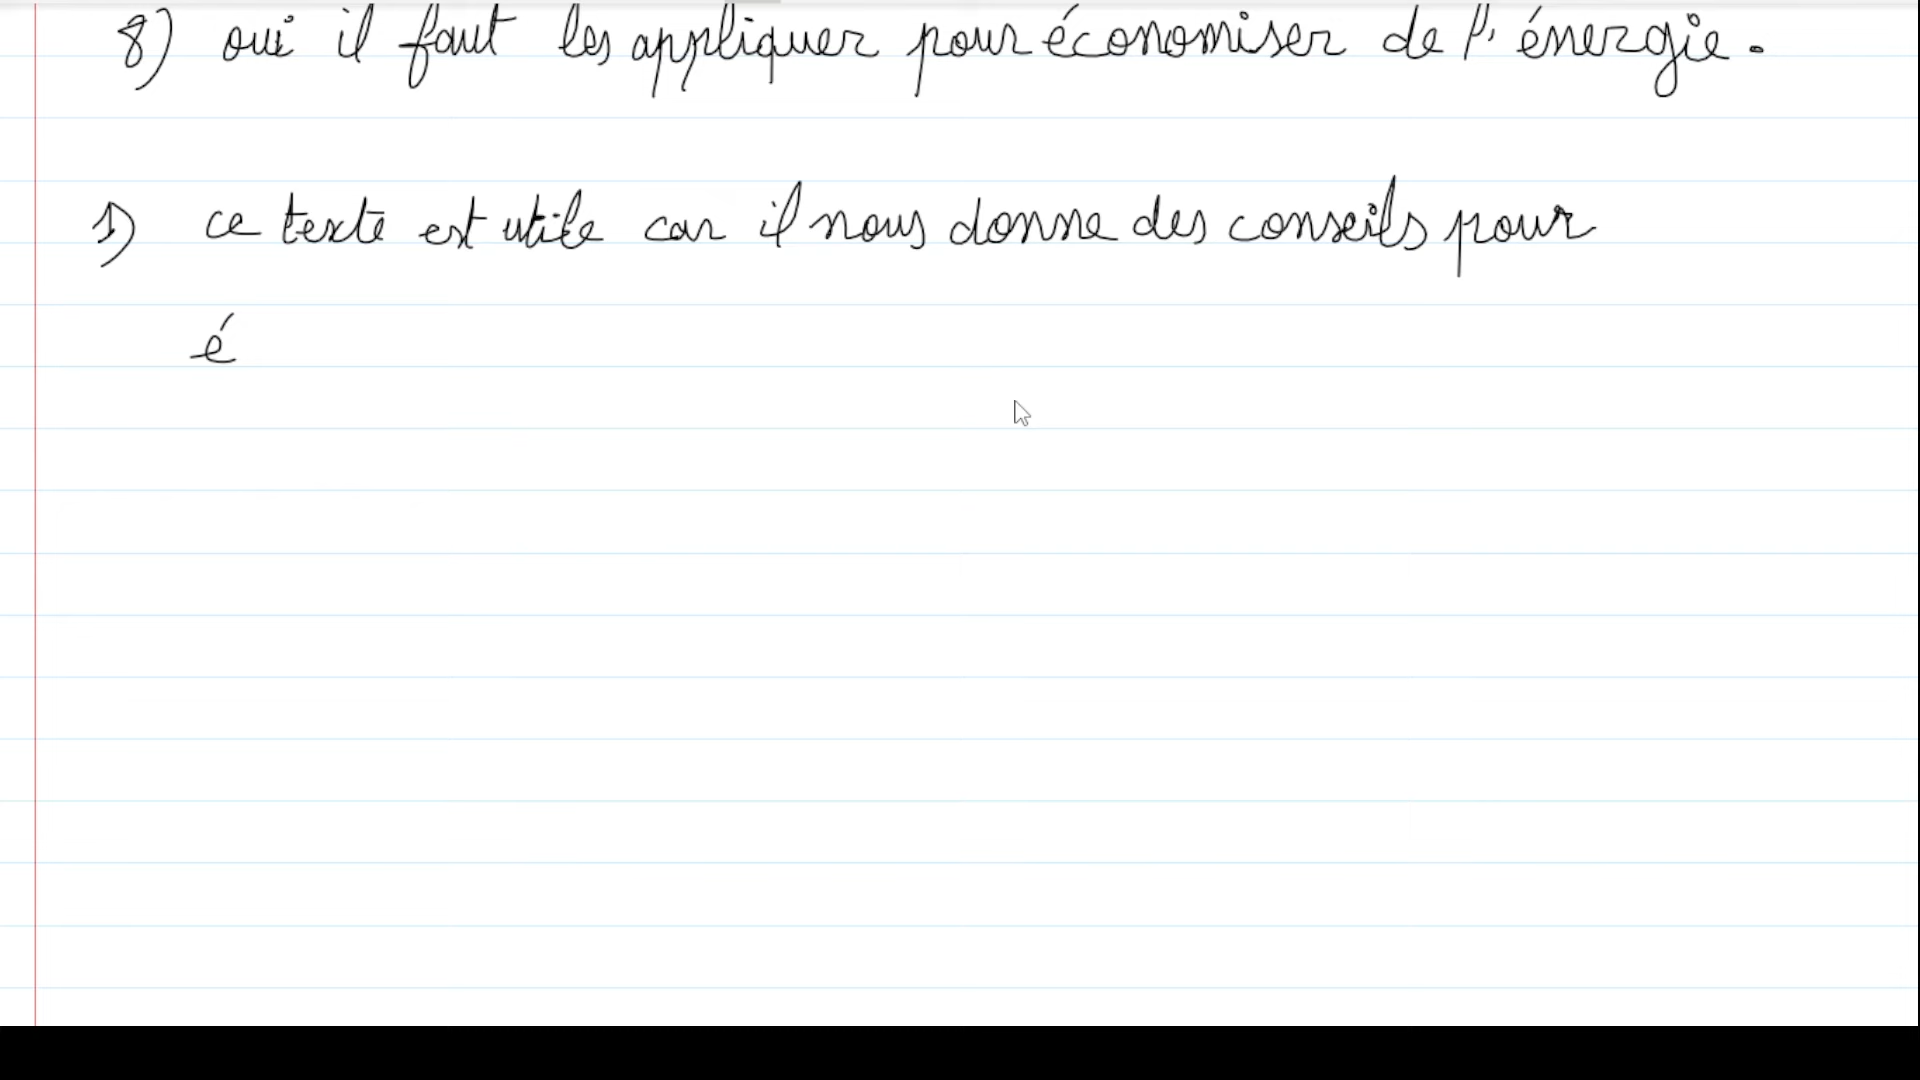 8) oui il faut les appliquer pour économiser de l'énergie.
1) ce texte est utile car il nous donne des conseils pour
é